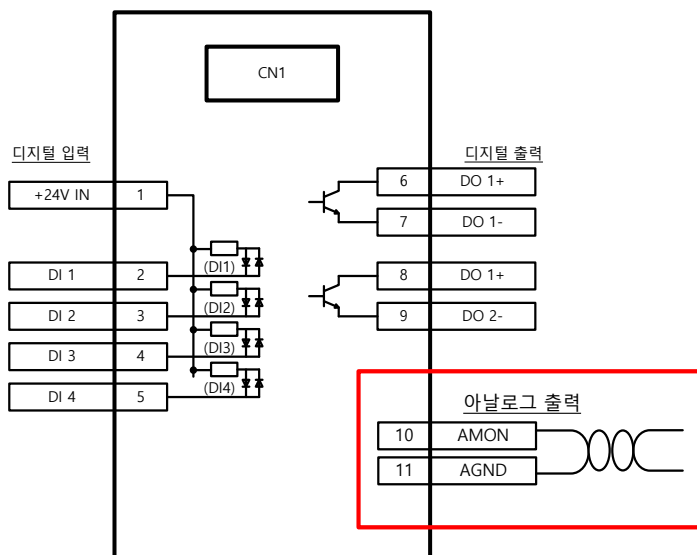 CN1
디지털 입력
+24V IN 1
DI 1 2
DI 2 3
DI 3 4
DI 4 5
(DI1)
(DI2)
(DI3)
(DI4)
디지털 출력
6 DO 1+
7 DO 1-
8 DO 1+
9 DO 2-
아날로그 출력
10 AMON
11 AGND